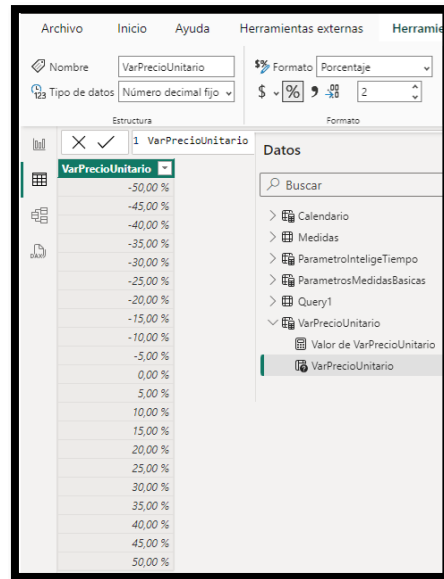 Archivo Inicio Ayuda Herramientas externas Herramie
Nombre VarPrecioUnitario $% Formato Porcentaje
123 Tipo de datos Número decimal fijo $ % 2
Estructura Formato
1 VarPrecioUnitario
Datos
VarPrecioUnitario
Buscar
-50,00 %
-45,00 %
-40,00 %
-35,00 %
-30,00 %
-25,00 %
-20,00 %
-15,00 %
-10,00 %
-5,00 %
0,00 %
5,00 %
10,00 %
15,00 %
20,00 %
25,00 %
30,00 %
35,00 %
40,00 %
45,00 %
50,00 %
Calendario
Medidas
ParametroInteligeTiempo
ParametrosMedidasBasicas
Query1
VarPrecioUnitario
Valor de VarPrecioUnitario
VarPrecioUnitario